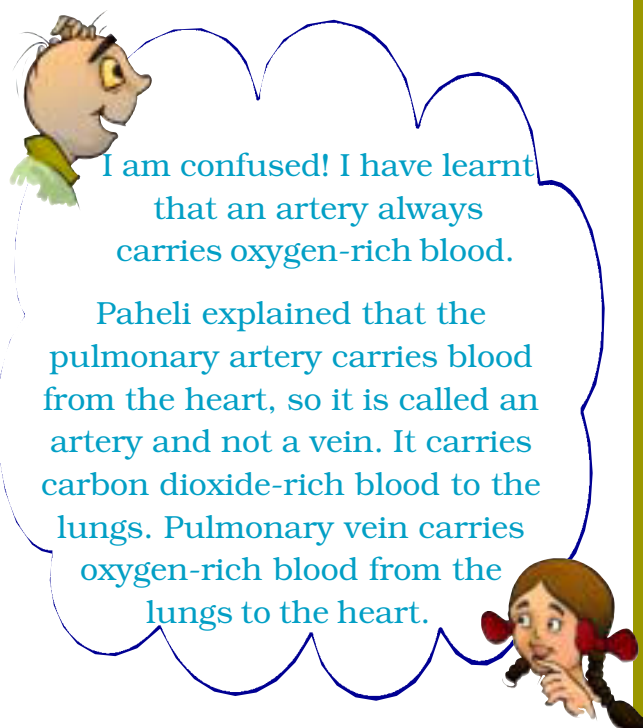 I am confused! I have learnt
that an artery always
carries oxygen-rich blood.
Paheli explained that the
pulmonary artery carries blood
from the heart, so it is called an
artery and not a vein. It carries
carbon dioxide-rich blood to the
lungs. Pulmonary vein carries
oxygen-rich blood from the
lungs to the heart.